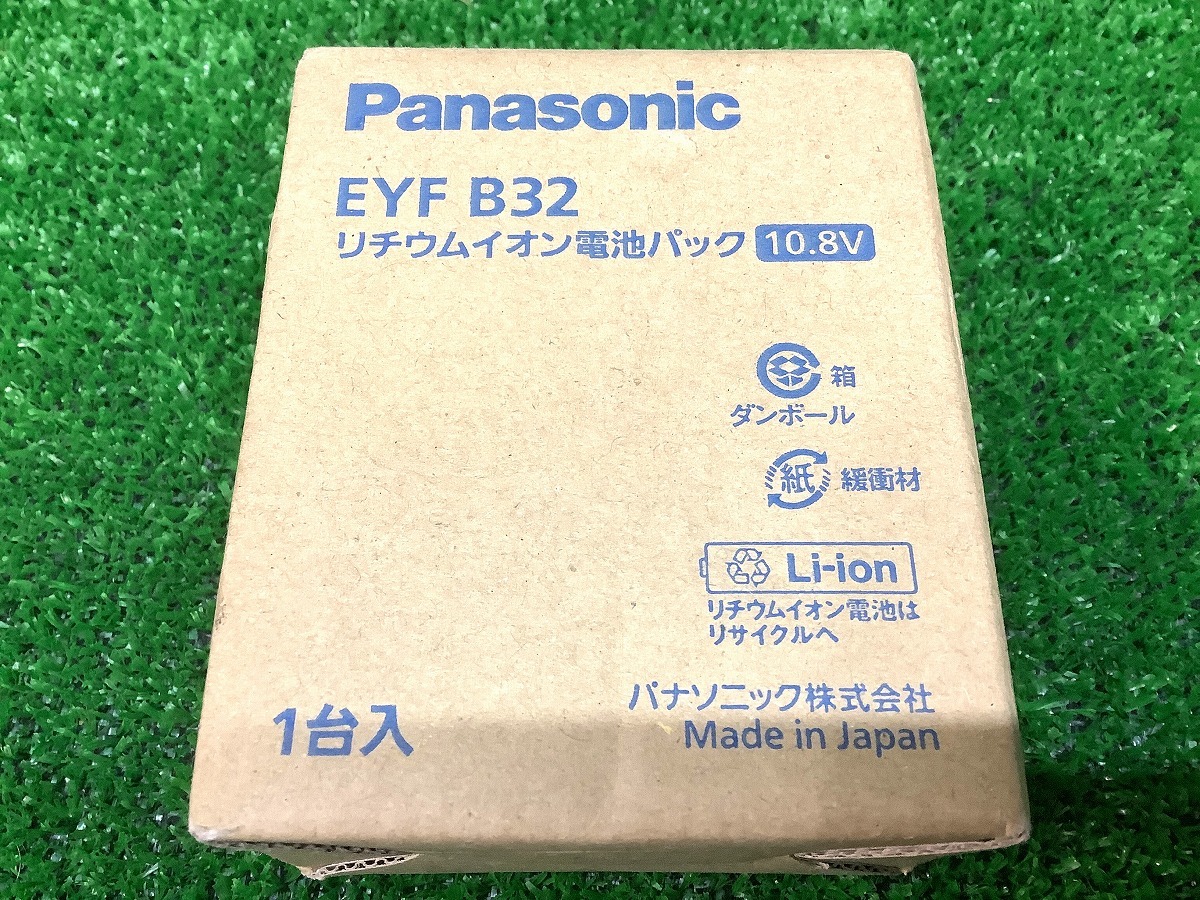 Panasonic
EYF B32
リチウムイオン電池パック 10.8V
箱
ダンボール
紙 緩衝材
Li-ion
リチウムイオン電池は
リサイクルへ
パナソニック株式会社
1台入 Made in Japan